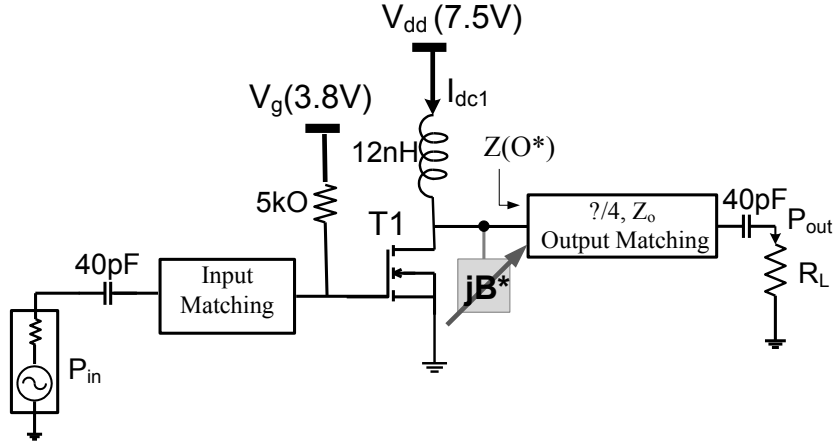 V_dd (7.5V)
I_dc1
V_g(3.8V)
12nH
Z(O*)
5kO
T1
?/4, Z_o
Output Matching
40pF
P_out
R_L
40pF
Input
Matching
jB*
P_in